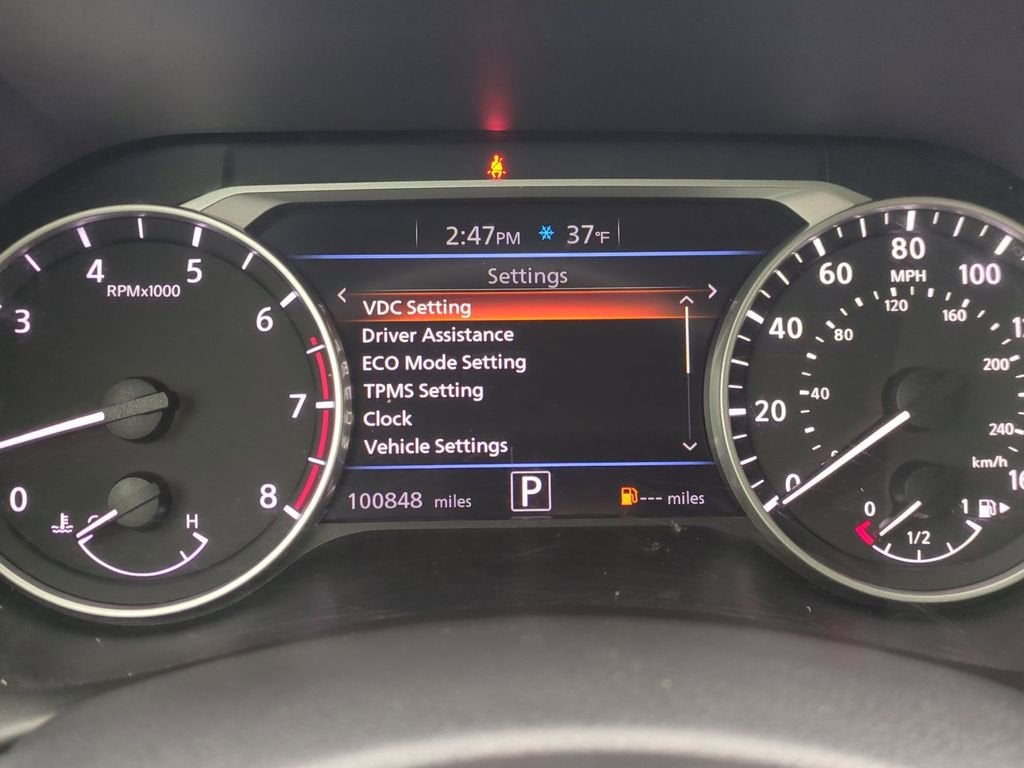 2:47PM 37°F
Settings
VDC Setting
Driver Assistance
ECO Mode Setting
TPMS Setting
Clock
Vehicle Settings
100848 miles
P
--- miles
0
3
4
5
6
7
8
RPMx1000
C
H
0
20
40
60
80
100
MPH
40
80
120
160
200
240
km/h
0
1/2
1